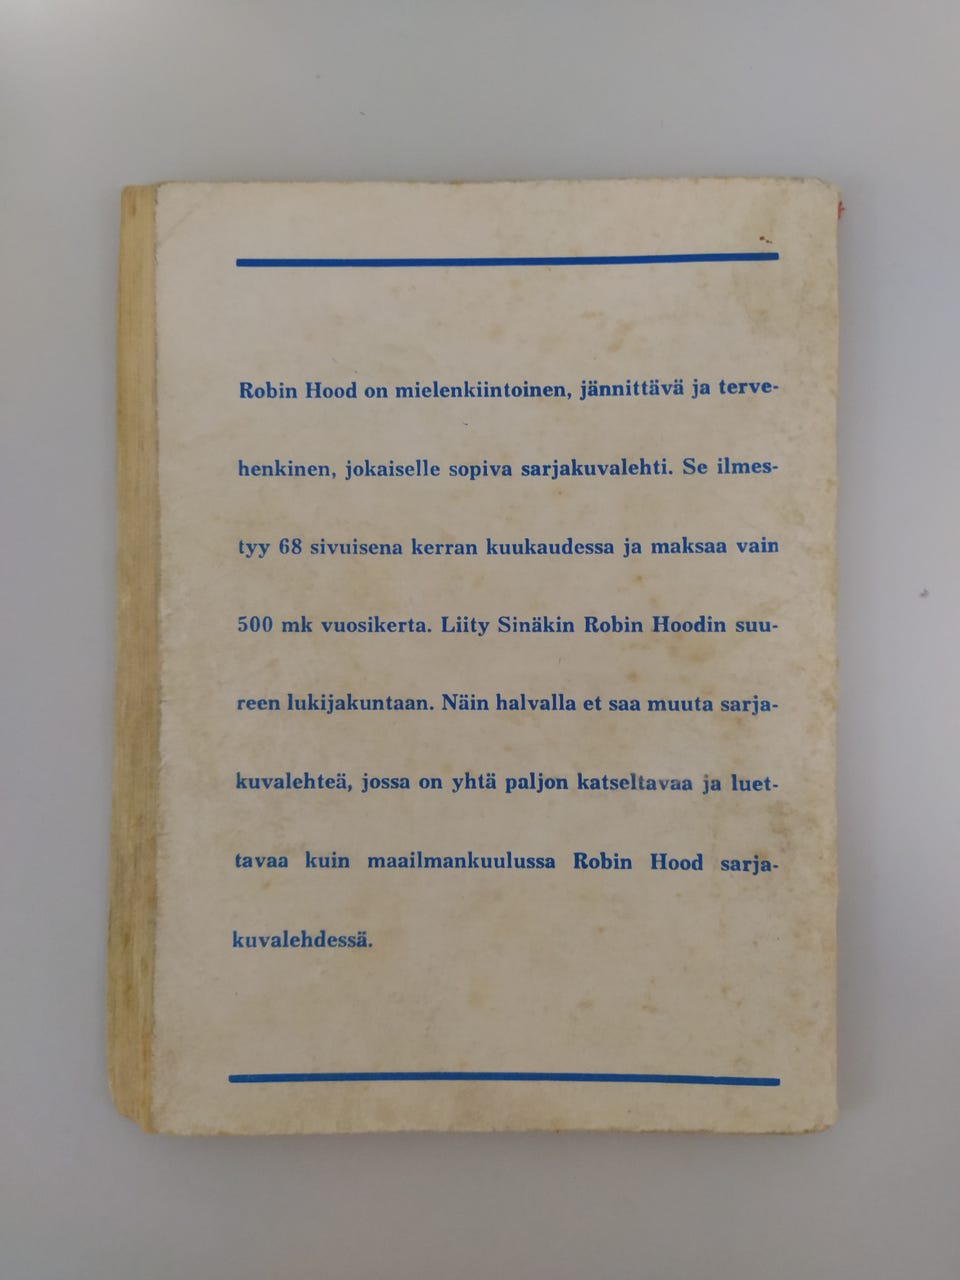 Robin Hood on mielenkiintoinen, jännittävä ja terve-
henkinen, jokaiselle sopiva sarjakuvalehti. Se ilmes-
tyy 68 sivuisena kerran kuukaudessa ja maksaa vain
500 mk vuosikerta. Liity Sinäkin Robin Hoodin suu-
reen lukijakuntaan. Näin halvalla et saa muuta sarja-
kuvalehteä, jossa on yhtä paljon katseltavaa ja luet-
tavaa kuin maailmankuulussa Robin Hood sarja-
kuvalehdessä.